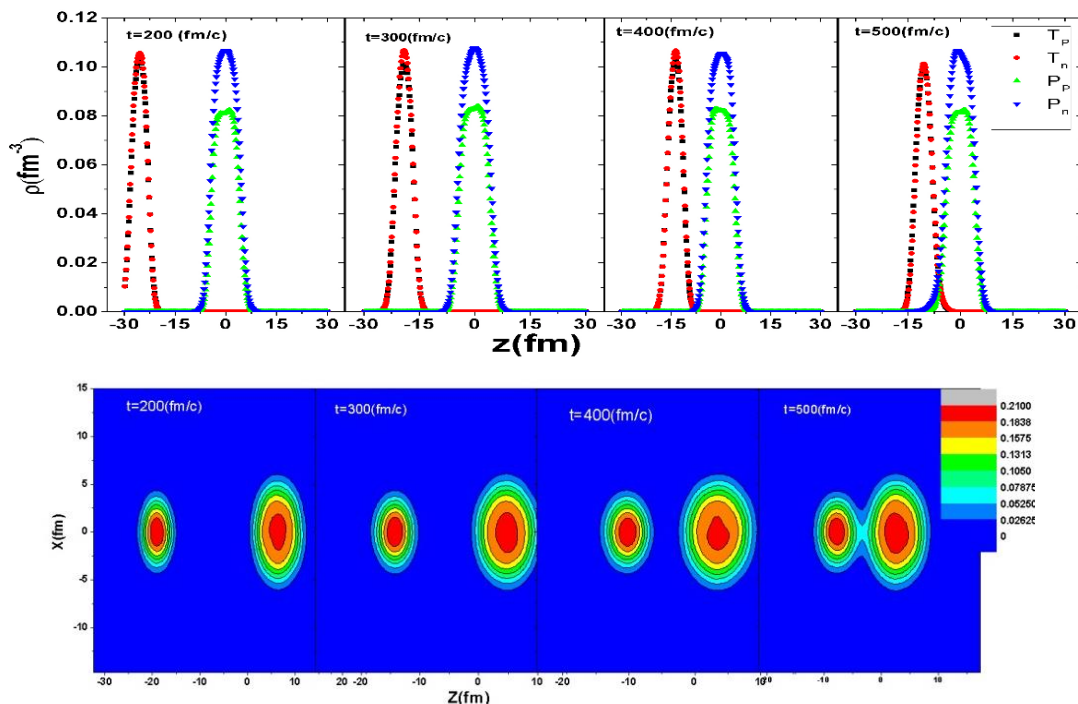 0.12
0.10
0.08
0.06
0.04
0.02
0.00
ρ(fm-3)
t=200 (fm/c)
t=300(fm/c)
t=400(fm/c)
t=500(fm/c)
TP
Tn
PP
Pn
-30 -15 0 15 30 -30 -15 0 15 30 -30 -15 0 15 30 -30 -15 0 15 30
z(fm)
15
10
5
0
-5
-10
X(fm)
t=200(fm/c)
t=300(fm/c)
t=400(fm/c)
t=500(fm/c)
0.2100
0.1838
0.1575
0.1313
0.1050
0.07875
0.05250
0.02625
0
-30 -20 -10 0 10 20 -20 -10 0 10 -20 -10 0 10 20 -10 0 10
Z(fm)